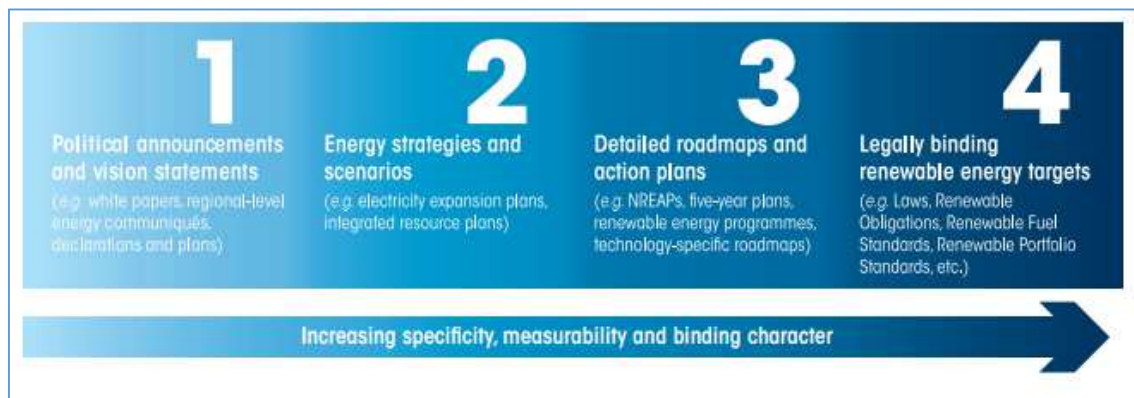 1
Political announcements
and vision statements
(e.g. white papers, regional-level
energy communiqués,
declarations and plans)
2
Energy strategies and
scenarios
(e.g. electricity expansion plans,
integrated resource plans)
3
Detailed roadmaps and
action plans
(e.g. NREAPs, five-year plans,
renewable energy programmes,
technology-specific roadmaps)
4
Legally binding
renewable energy targets
(e.g. Laws, Renewable
Obligations, Renewable Fuel
Standards, Renewable Portfolio
Standards, etc.)
Increasing specificity, measurability and binding character